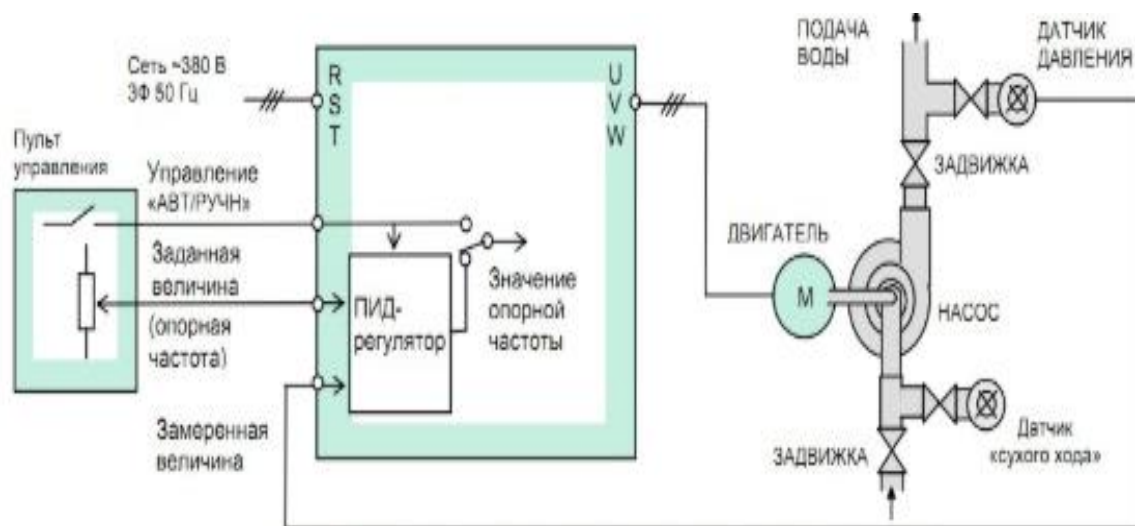 Сеть ~380 В
3Ф 50 Гц
R
S
T
U
V
W
ПОДАЧА
ВОДЫ
ДАТЧИК
ДАВЛЕНИЯ
Пульт
управления
Управление
«АВТ/РУЧН»
ЗАДВИЖКА
ДВИГАТЕЛЬ
Заданная
величина
(опорная
частота)
ПИД-
регулятор
Значение
опорной
частоты
М
НАСОС
Замеренная
величина
ЗАДВИЖКА
Датчик
«сухого хода»